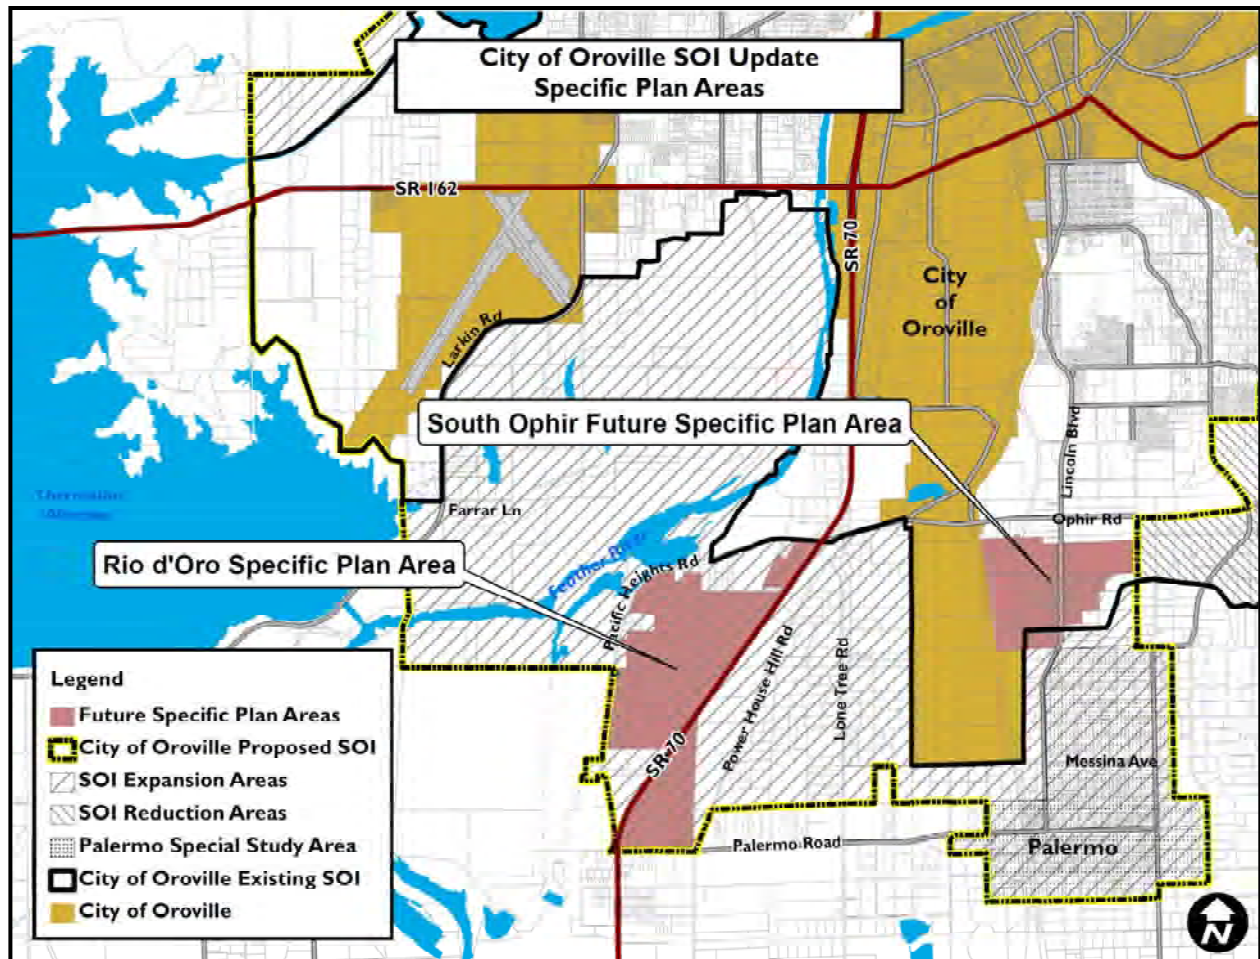 City of Oroville SOI Update
Specific Plan Areas
SR 162
SR 70
City
of
Oroville
Larkin Rd
South Ophir Future Specific Plan Area
Lincoln Blvd
Farrar Ln
Ophir Rd
Rio d'Oro Specific Plan Area
Feather River
Pacific Heights Rd
Power House Hill Rd
Lone Tree Rd
SR 70
Messina Ave
Palermo Road
Palermo
Legend
Future Specific Plan Areas
City of Oroville Proposed SOI
SOI Expansion Areas
SOI Reduction Areas
Palermo Special Study Area
City of Oroville Existing SOI
City of Oroville
N